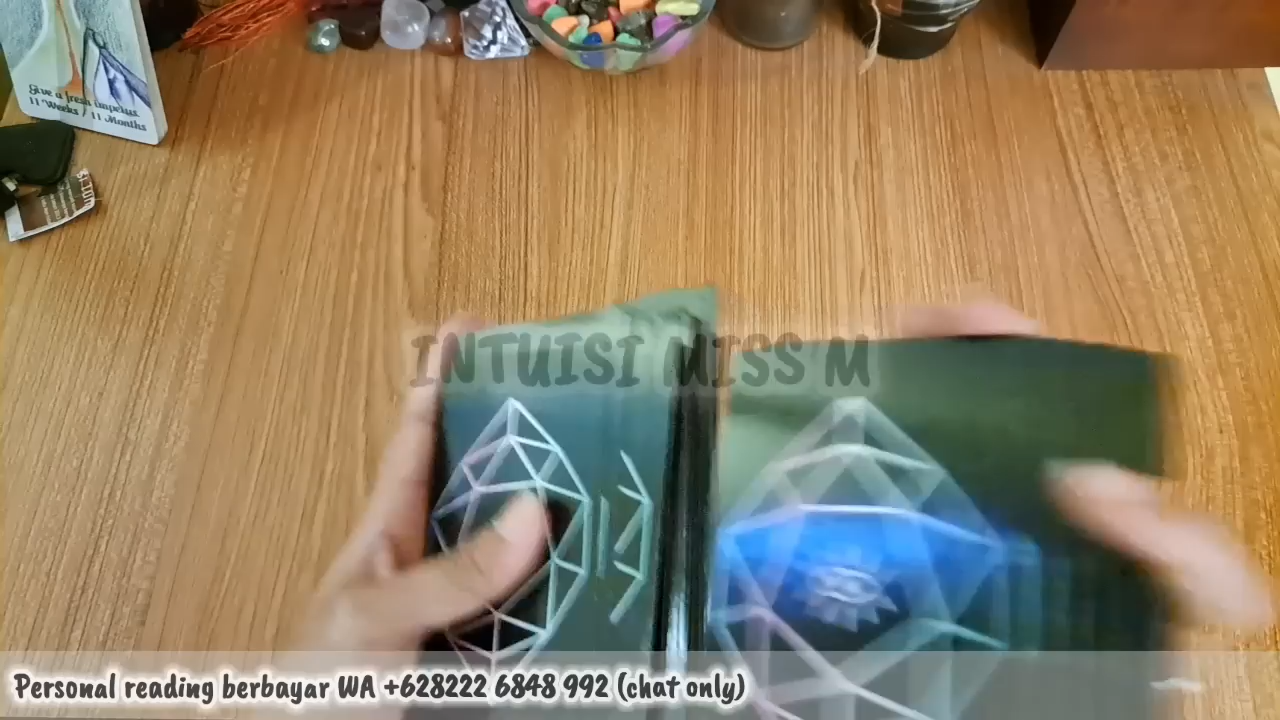 Give a fresh impetus
11 Weeks / 11 Months
INTUISI MISS M
Personal reading berbayar WA +628222 6848 992 (chat only)